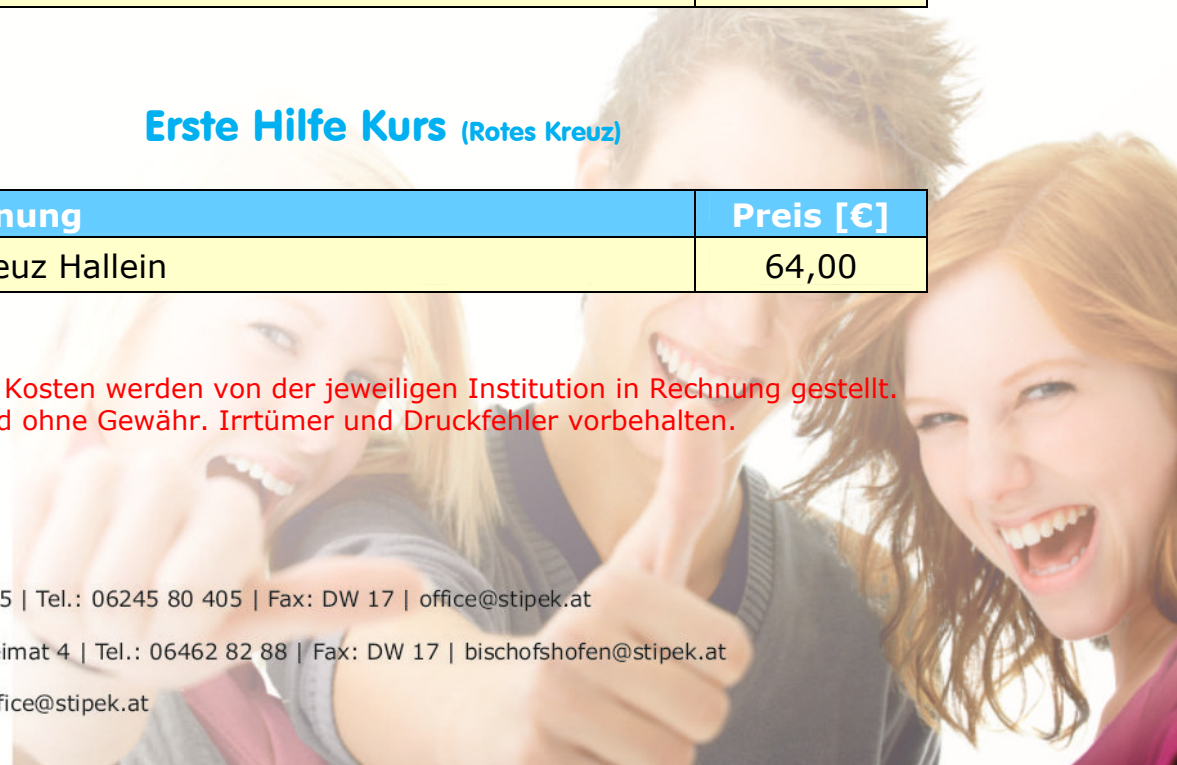 Erste Hilfe Kurs (Rotes Kreuz)
nung Preis [€]
euz Hallein 64,00
Kosten werden von der jeweiligen Institution in Rechnung gestellt.
d ohne Gewähr. Irrtümer und Druckfehler vorbehalten.
5 | Tel.: 06245 80 405 | Fax: DW 17 | office@stipek.at
eimat 4 | Tel.: 06462 82 88 | Fax: DW 17 | bischofshofen@stipek.at
fice@stipek.at